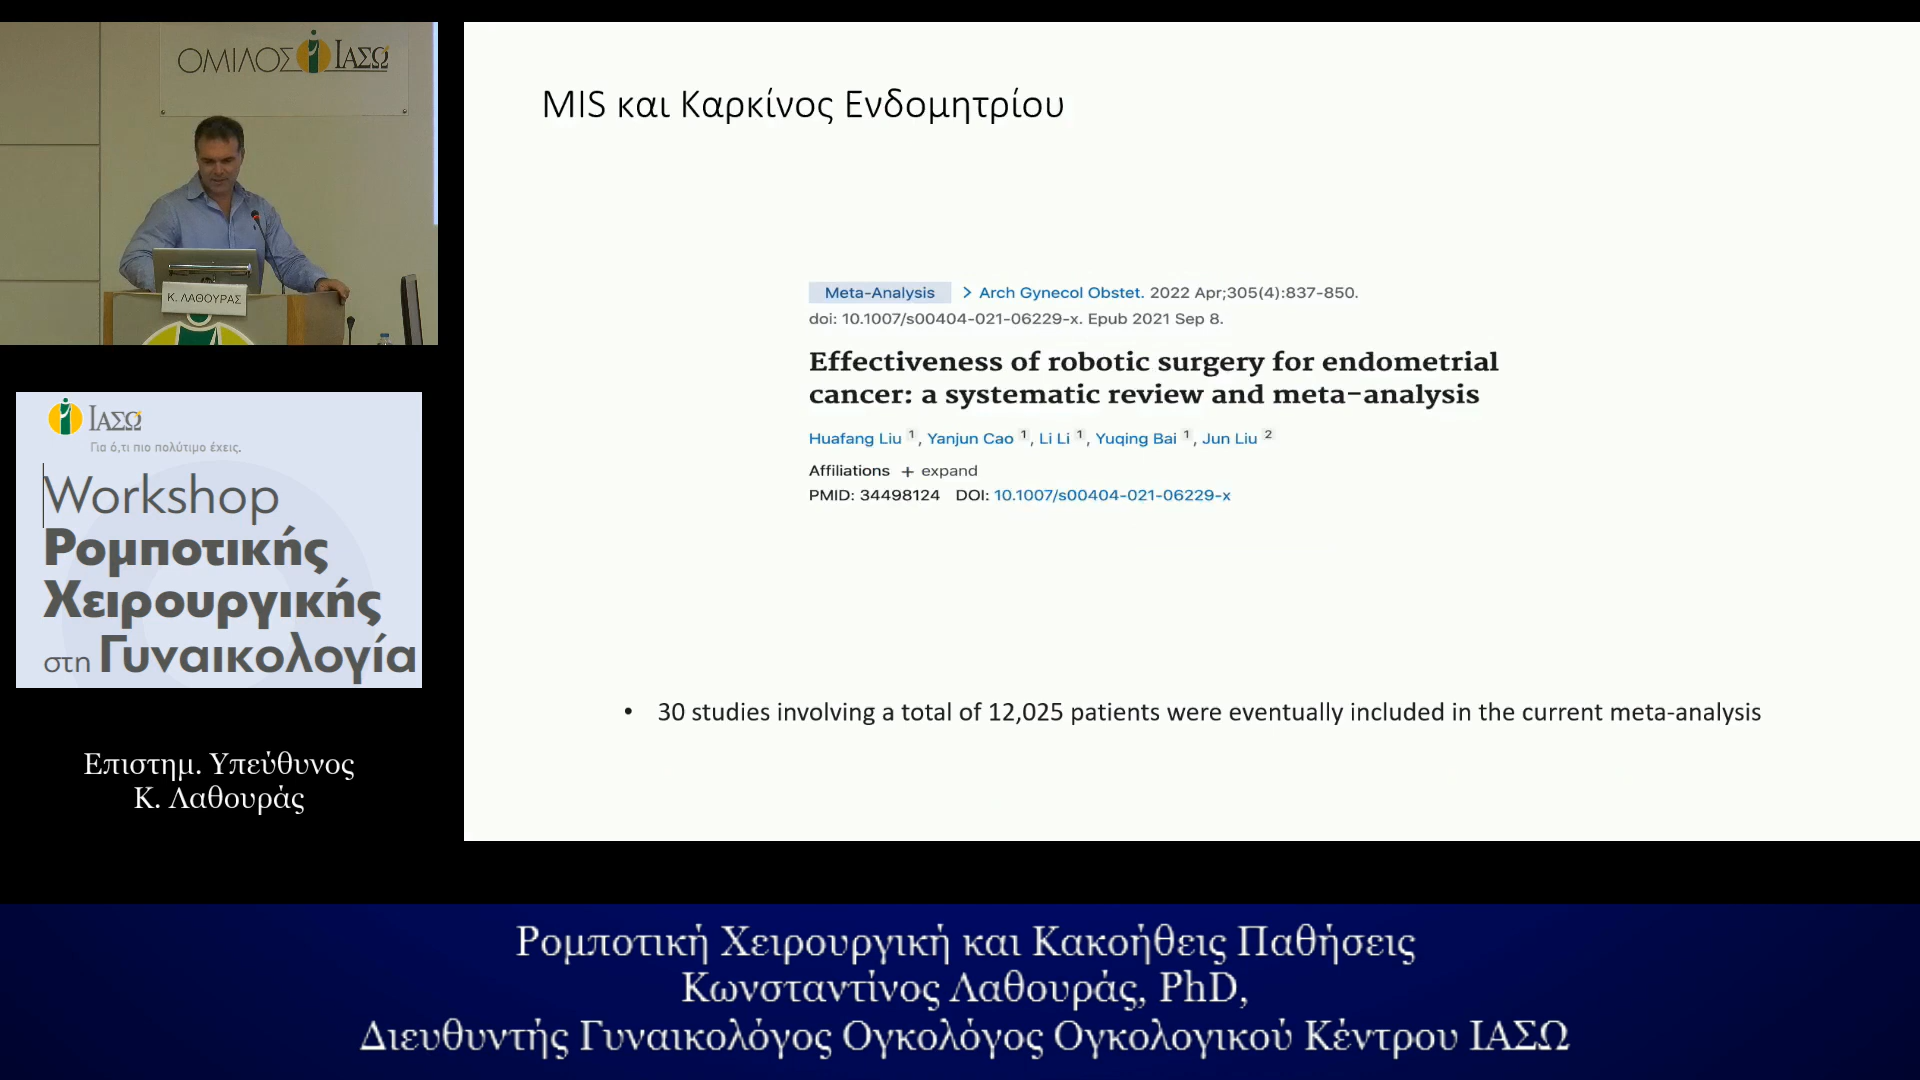 ΟΜΙΛΟΣ ΙΑΣΩ
Κ. ΛΑΘΟΥΡΑΣ
ΙΑΣΩ
Για ό,τι πιο πολύτιμο έχεις.
Workshop
Ρομποτικής
Χειρουργικής
στη Γυναικολογία
Επιστημ. Υπεύθυνος
Κ. Λαθουράς
MIS και Καρκίνος Ενδομητρίου
Meta-Analysis > Arch Gynecol Obstet. 2022 Apr;305(4):837-850.
doi: 10.1007/s00404-021-06229-x. Epub 2021 Sep 8.
Effectiveness of robotic surgery for endometrial
cancer: a systematic review and meta-analysis
Huafang Liu 1, Yanjun Cao 1, Li Li 1, Yuqing Bai 1, Jun Liu 2
Affiliations + expand
PMID: 34498124 DOI: 10.1007/s00404-021-06229-x
• 30 studies involving a total of 12,025 patients were eventually included in the current meta-analysis
Ρομποτική Χειρουργική και Κακοήθεις Παθήσεις
Κωνσταντίνος Λαθουράς, PhD,
Διευθυντής Γυναικολόγος Ογκολόγος Ογκολογικού Κέντρου ΙΑΣΩ